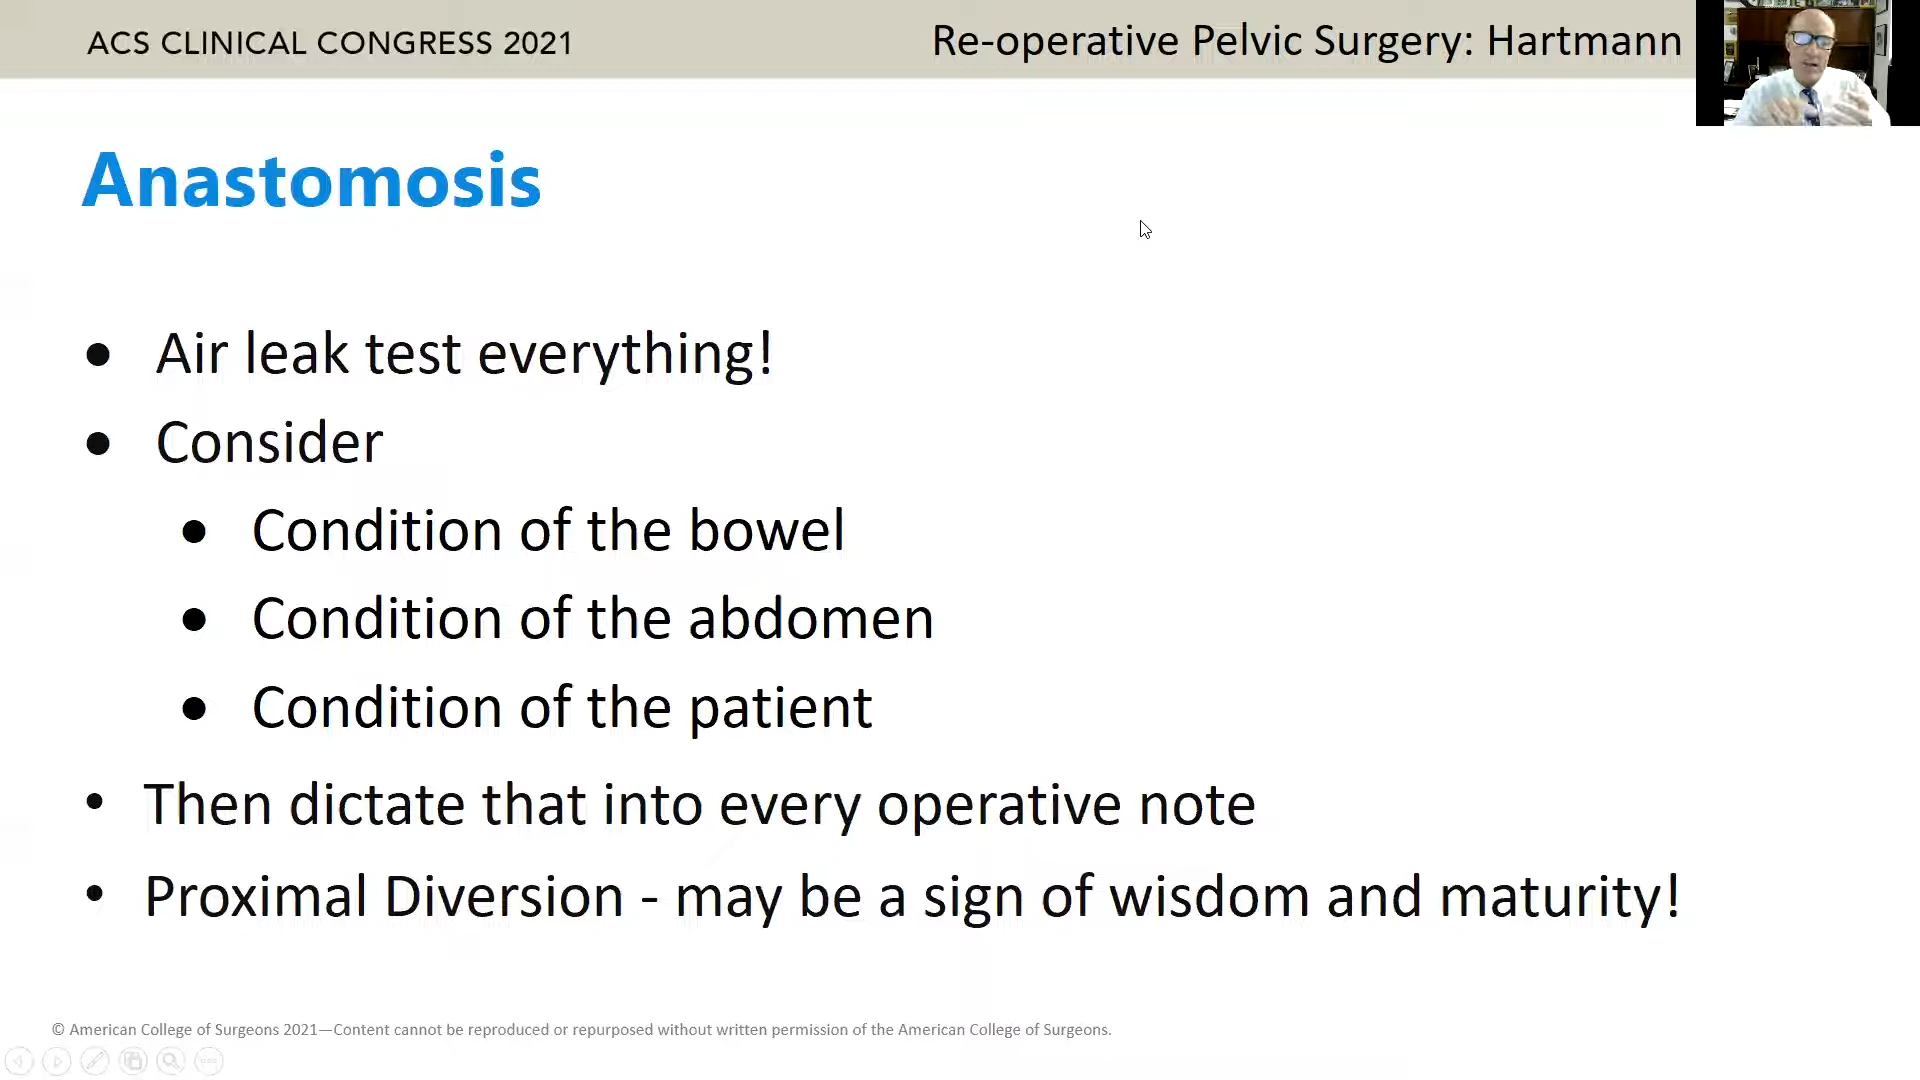 ACS CLINICAL CONGRESS 2021
Re-operative Pelvic Surgery: Hartmann
Anastomosis
• Air leak test everything!
• Consider
• Condition of the bowel
• Condition of the abdomen
• Condition of the patient
• Then dictate that into every operative note
• Proximal Diversion - may be a sign of wisdom and maturity!
© American College of Surgeons 2021—Content cannot be reproduced or repurposed without written permission of the American College of Surgeons.